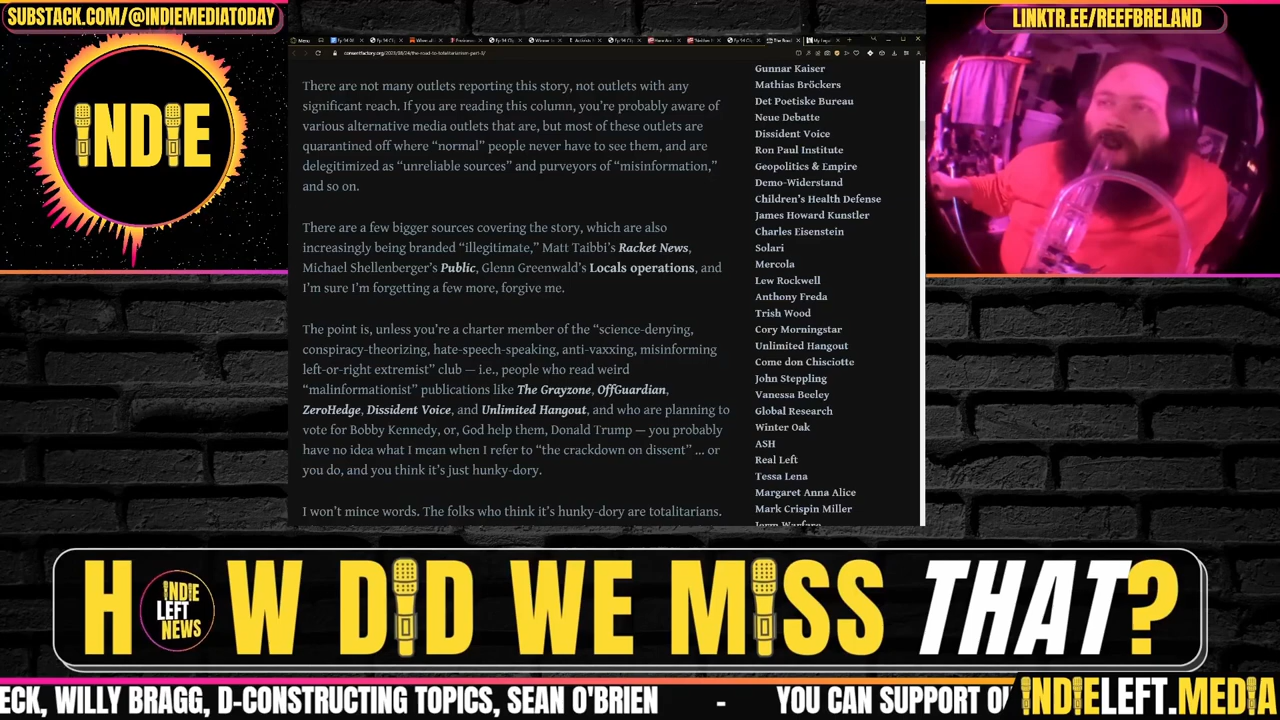 SUBSTACK.COM/@INDIEMEDIATODAY
LINKTR.EE/REEFBRELAND
INDIE
There are not many outlets reporting this story, not outlets with any
significant reach. If you are reading this column, you’re probably aware of
various alternative media outlets that are, but most of these outlets are
quarantined off where “normal” people never have to see them, and are
delegitimized as “unreliable sources” and purveyors of “misinformation,”
and so on.
There are a few bigger sources covering the story, which are also
increasingly being branded “illegitimate,” Matt Taibbi’s Racket News,
Michael Shellenberger’s Public, Glenn Greenwald’s Locals operations, and
I’m sure I’m forgetting a few more, forgive me.
The point is, unless you’re a charter member of the “science-denying,
conspiracy-theorizing, hate-speech-speaking, anti-vaxxing, misinforming
left-or-right extremist” club — i.e., people who read weird
“malinformationist” publications like The Grayzone, OffGuardian,
ZeroHedge, Dissident Voice, and Unlimited Hangout, and who are planning to
vote for Bobby Kennedy, or, God help them, Donald Trump — you probably
have no idea what I mean when I refer to “the crackdown on dissent” ... or
you do, and you think it’s just hunky-dory.
I won’t mince words. The folks who think it’s hunky-dory are totalitarians.
Gunnar Kaiser
Mathias Bröckers
Det Poetiske Bureau
Neue Debatte
Dissident Voice
Ron Paul Institute
Geopolitics & Empire
Demo-Widerstand
Children’s Health Defense
James Howard Kunstler
Charles Eisenstein
Solari
Mercola
Lew Rockwell
Anthony Freda
Trish Wood
Cory Morningstar
Unlimited Hangout
Come don Chisciotte
John Steppling
Vanessa Beeley
Global Research
Winter Oak
ASH
Real Left
Tessa Lena
Margaret Anna Alice
Mark Crispin Miller
Jerm Warfare
HOW DID WE MISS THAT?
INDIE
LEFT
NEWS
ECK, WILLY BRAGG, D-CONSTRUCTING TOPICS, SEAN O'BRIEN - YOU CAN SUPPORT OU
INDIELEFT.MEDIA